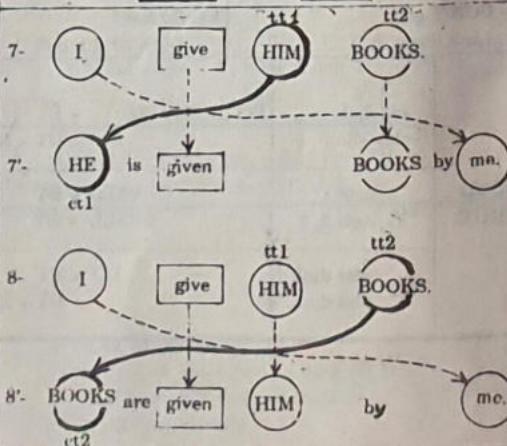 tt1 tt2
7- I give HIM BOOKS.
7'- HE is given BOOKS by me.
ct1
tt1 tt2
8- I give HIM BOOKS.
8'- BOOKS are given HIM by me.
ct2